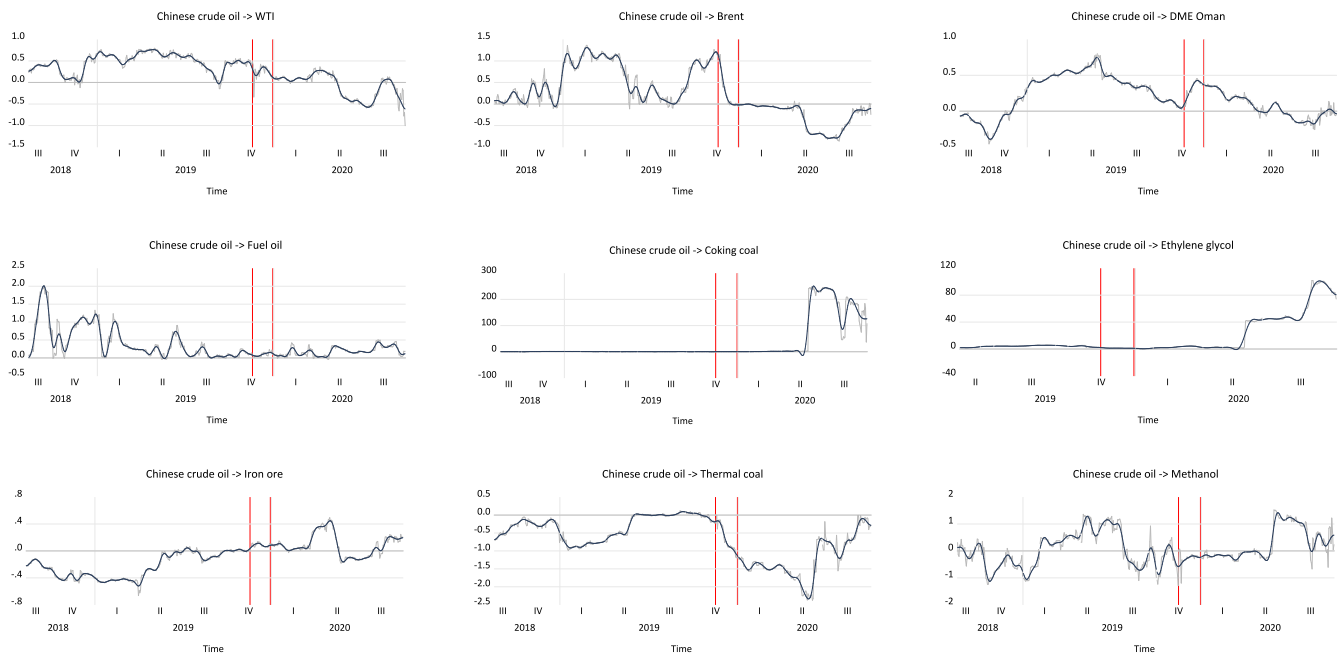 Chinese crude oil -> WTI
1.0
0.5
0.0
-0.5
-1.0
-1.5
III IV I II III IV I II III
2018 2019 2020
Time
Chinese crude oil -> Brent
1.5
1.0
0.5
0.0
-0.5
-1.0
III IV I II III IV I II III
2018 2019 2020
Time
Chinese crude oil -> DME Oman
1.0
0.5
0.0
-0.5
III IV I II III IV I II III
2018 2019 2020
Time
Chinese crude oil -> Fuel oil
2.5
2.0
1.5
1.0
0.5
0.0
-0.5
III IV I II III IV I II III
2018 2019 2020
Time
Chinese crude oil -> Coking coal
300
200
100
0
-100
III IV I II III IV I II III
2018 2019 2020
Time
Chinese crude oil -> Ethylene glycol
120
80
40
0
-40
II III IV I II III
2019 2020
Time
Chinese crude oil -> Iron ore
.8
.4
.0
-.4
-.8
III IV I II III IV I II III
2018 2019 2020
Time
Chinese crude oil -> Thermal coal
0.5
0.0
-0.5
-1.0
-1.5
-2.0
-2.5
III IV I II III IV I II III
2018 2019 2020
Time
Chinese crude oil -> Methanol
2
1
0
-1
-2
III IV I II III IV I II III
2018 2019 2020
Time